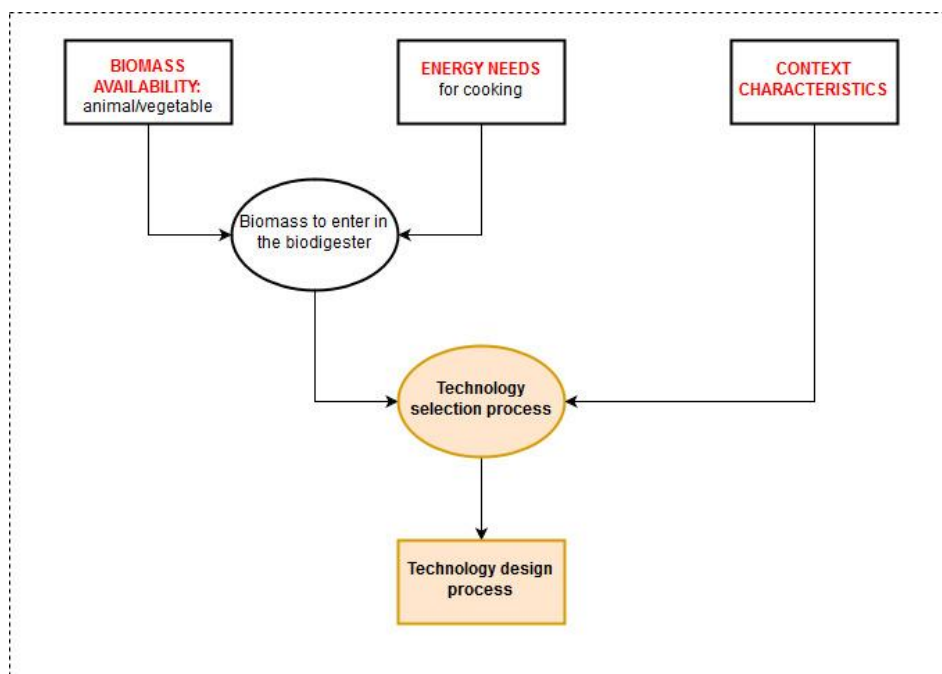 BIOMASS
AVAILABILITY:
animal/vegetable
ENERGY NEEDS
for cooking
CONTEXT
CHARACTERISTICS
Biomass to enter in
the biodigester
Technology
selection process
Technology design
process